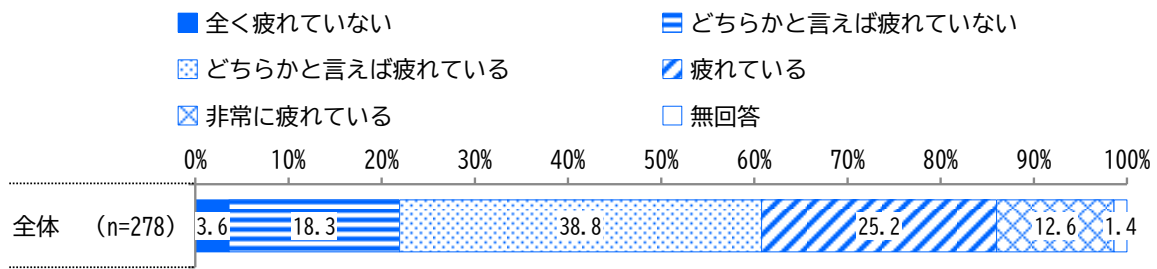 全く疲れていない どちらかと言えば疲れていない
どちらかと言えば疲れている 疲れている
非常に疲れている 無回答
0% 10% 20% 30% 40% 50% 60% 70% 80% 90% 100%
全体 (n=278) 3.6 18.3 38.8 25.2 12.6 1.4